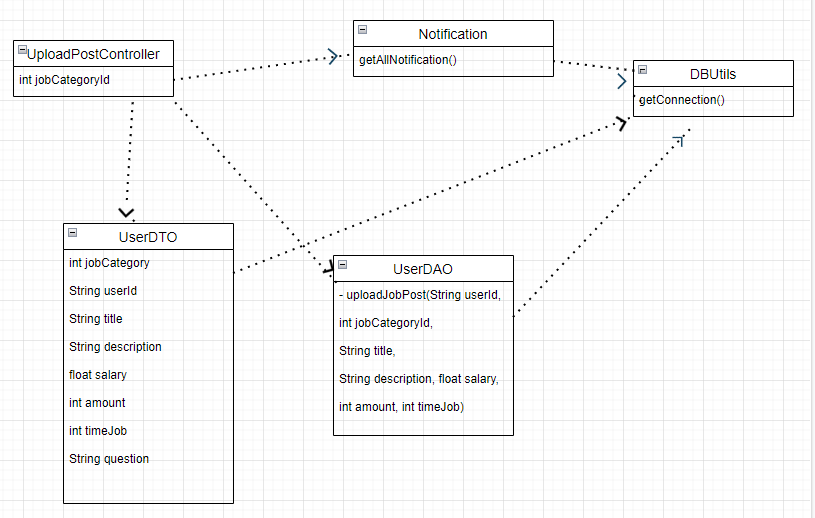 UploadPostController
int jobCategoryId
Notification
getAllNotification()
DBUtils
getConnection()
UserDTO
int jobCategory
String userId
String title
String description
float salary
int amount
int timeJob
String question
UserDAO
- uploadJobPost(String userId,
int jobCategoryId,
String title,
String description, float salary,
int amount, int timeJob)